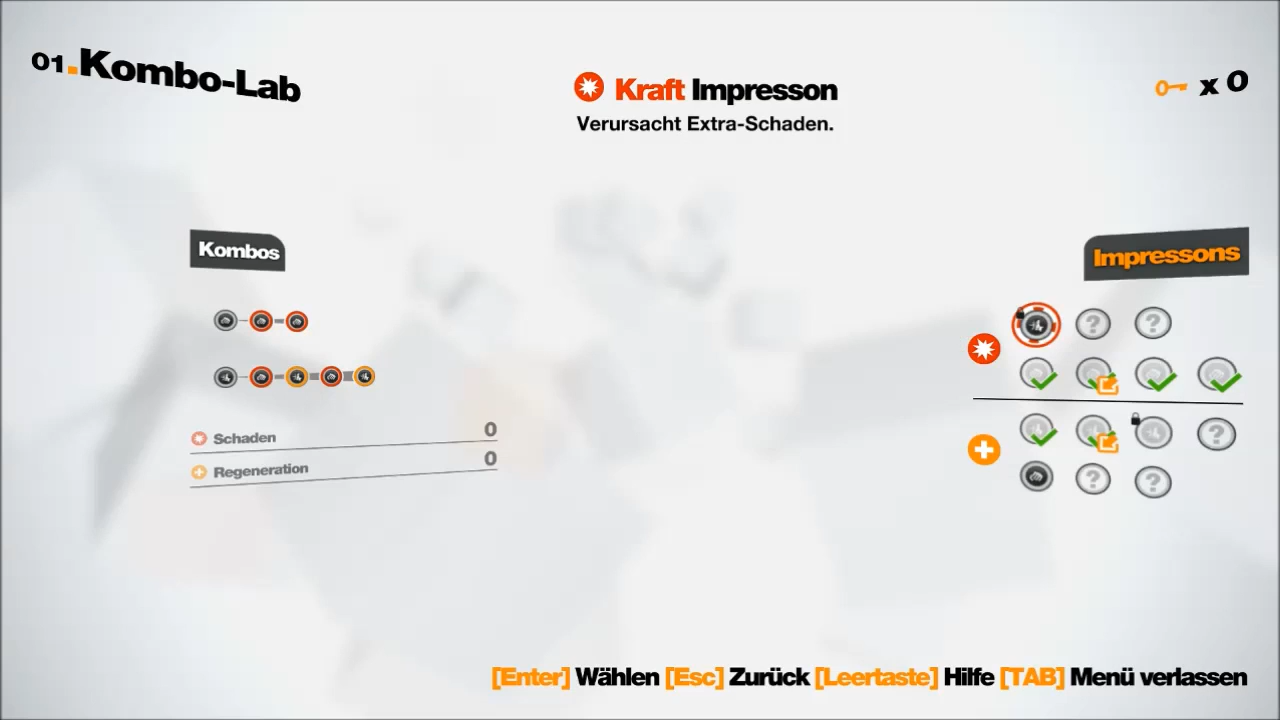 01.Kombo-Lab
Kraft Impresson
Verursacht Extra-Schaden.
x 0
Kombos
Impressons
? ?
?
? ?
Schaden 0
Regeneration 0
[Enter] Wählen [Esc] Zurück [Leertaste] Hilfe [TAB] Menü verlassen